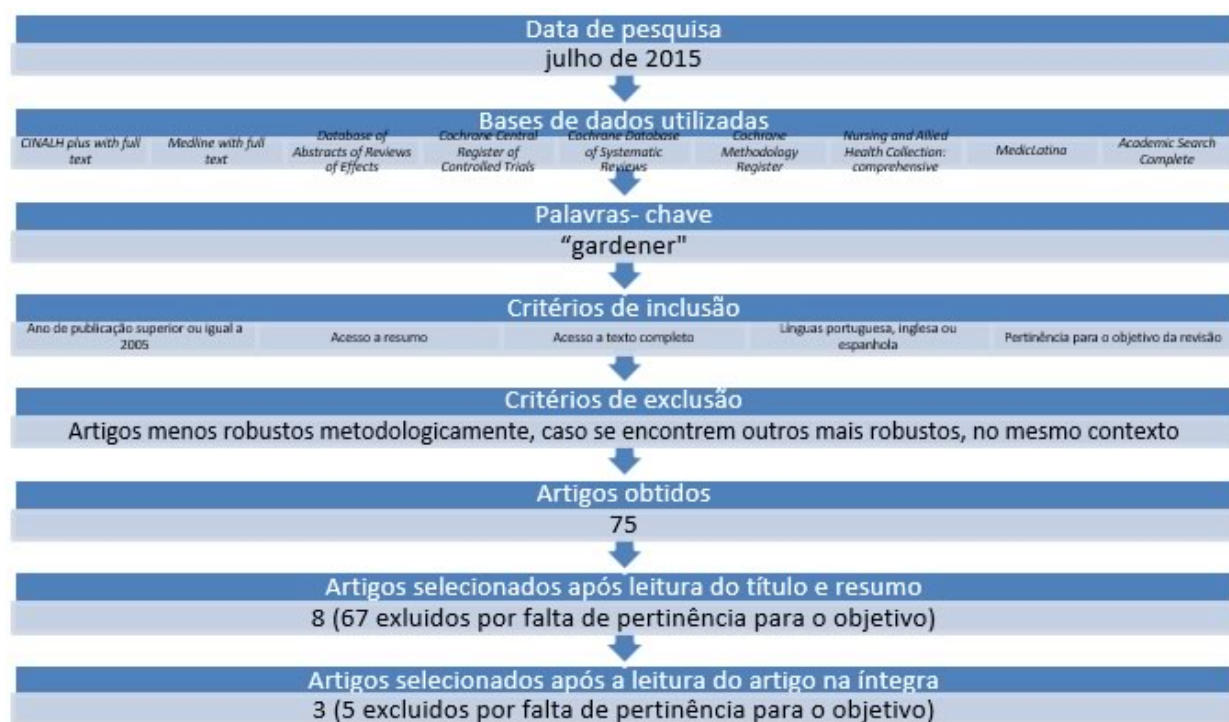 Data de pesquisa
julho de 2015
Bases de dados utilizadas
CINALH plus with full
text
Medline with full
text
Database of
Abstracts of Reviews
of Effects
Cochrane Central
Register of
Controlled Trials
Cochrane Database
of Systematic
Reviews
Cochrane
Methodology
Register
Nursing and Allied
Health Collection:
comprehensive
MedicLatina
Academic Search
Complete
Palavras- chave
“gardener"
Critérios de inclusão
Ano de publicação superior ou igual a
2005
Acesso a resumo
Acesso a texto completo
Línguas portuguesa, inglesa ou
espanhola
Pertinência para o objetivo da revisão
Critérios de exclusão
Artigos menos robustos metodologicamente, caso se encontrem outros mais robustos, no mesmo contexto
Artigos obtidos
75
Artigos selecionados após leitura do título e resumo
8 (67 exluidos por falta de pertinência para o objetivo)
Artigos selecionados após a leitura do artigo na íntegra
3 (5 excluidos por falta de pertinência para o objetivo)